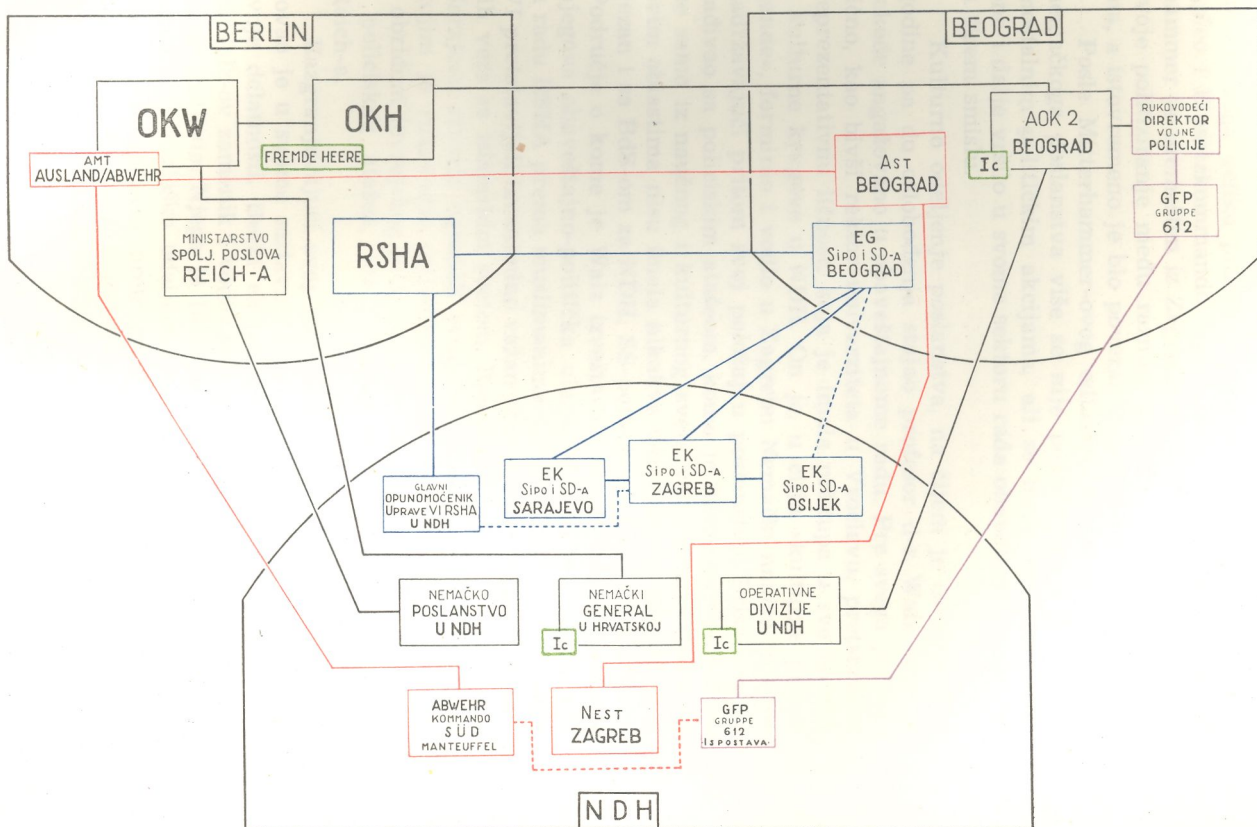 BERLIN
BEOGRAD
OKW
OKH
FREMDE HEERE
AMT
AUSLAND/ABWEHR
MINISTARSTVO
SPOLJ. POSLOVA
REICH-A
RSHA
AST
BEOGRAD
EG
SIPO i SD-A
BEOGRAD
AOK 2
BEOGRAD
Ic
RUKOVODEĆI
DIREKTOR
VOJNE
POLICIJE
GFP
GRUPPE
612
GLAVNI
OPUNOMOĆENIK
UPRAVE VI RSHA
U NDH
EK
SIPO i SD-A
SARAJEVO
EK
SIPO i SD-A
ZAGREB
EK
SIPO i SD-A
OSIJEK
NEMAČKO
POSLANSTVO
U NDH
NEMAČKI
GENERAL
U HRVATSKOJ
Ic
OPERATIVNE
DIVIZIJE
U NDH
Ic
ABWEHR
KOMMANDO
SÜD
MANTEUFFEL
NEST
ZAGREB
GFP
GRUPPE
612
ISPOSTAVA.
NDH